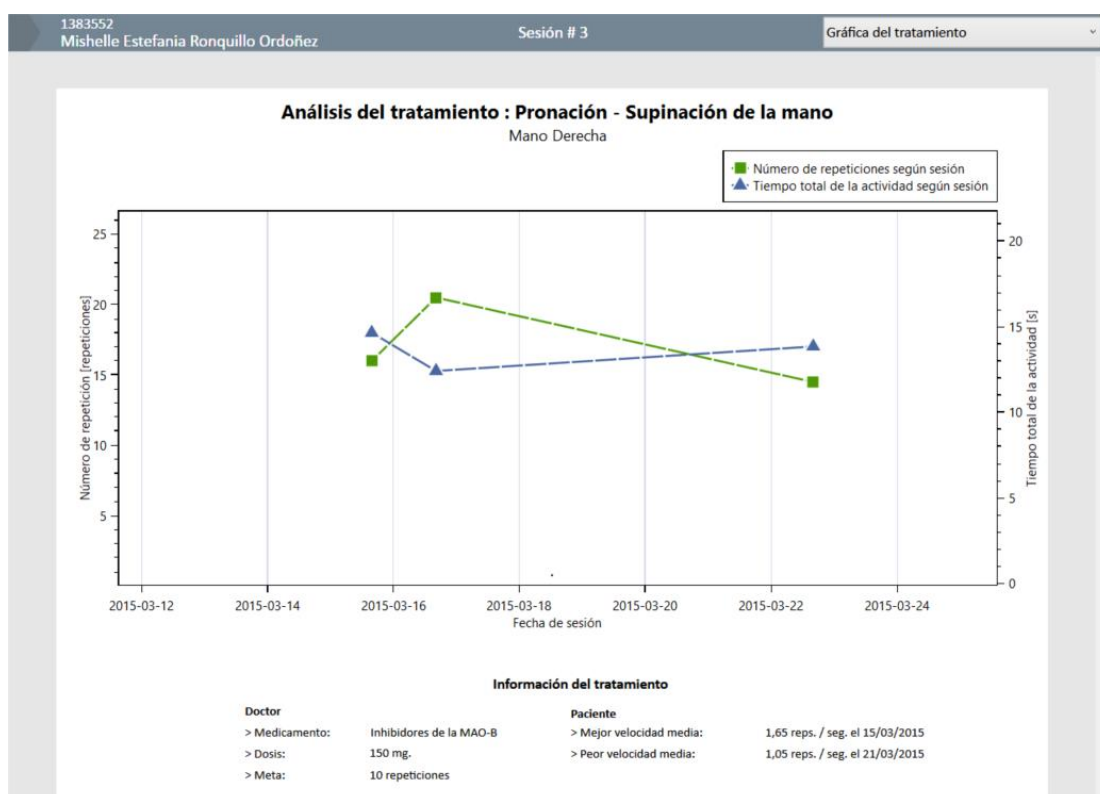 1383552
Mishelle Estefania Ronquillo Ordoñez
Sesión # 3
Gráfica del tratamiento
Análisis del tratamiento : Pronación - Supinación de la mano
Mano Derecha
Número de repeticiones según sesión
Tiempo total de la actividad según sesión
25
20
15
10
5
Número de repetición [repeticiones]
20
15
10
5
0
Tiempo total de la actividad [s]
2015-03-12 2015-03-14 2015-03-16 2015-03-18 2015-03-20 2015-03-22 2015-03-24
Fecha de sesión
Información del tratamiento
Doctor
> Medicamento: Inhibidores de la MAO-B
> Dosis: 150 mg.
> Meta: 10 repeticiones
Paciente
> Mejor velocidad media: 1,65 reps. / seg. el 15/03/2015
> Peor velocidad media: 1,05 reps. / seg. el 21/03/2015